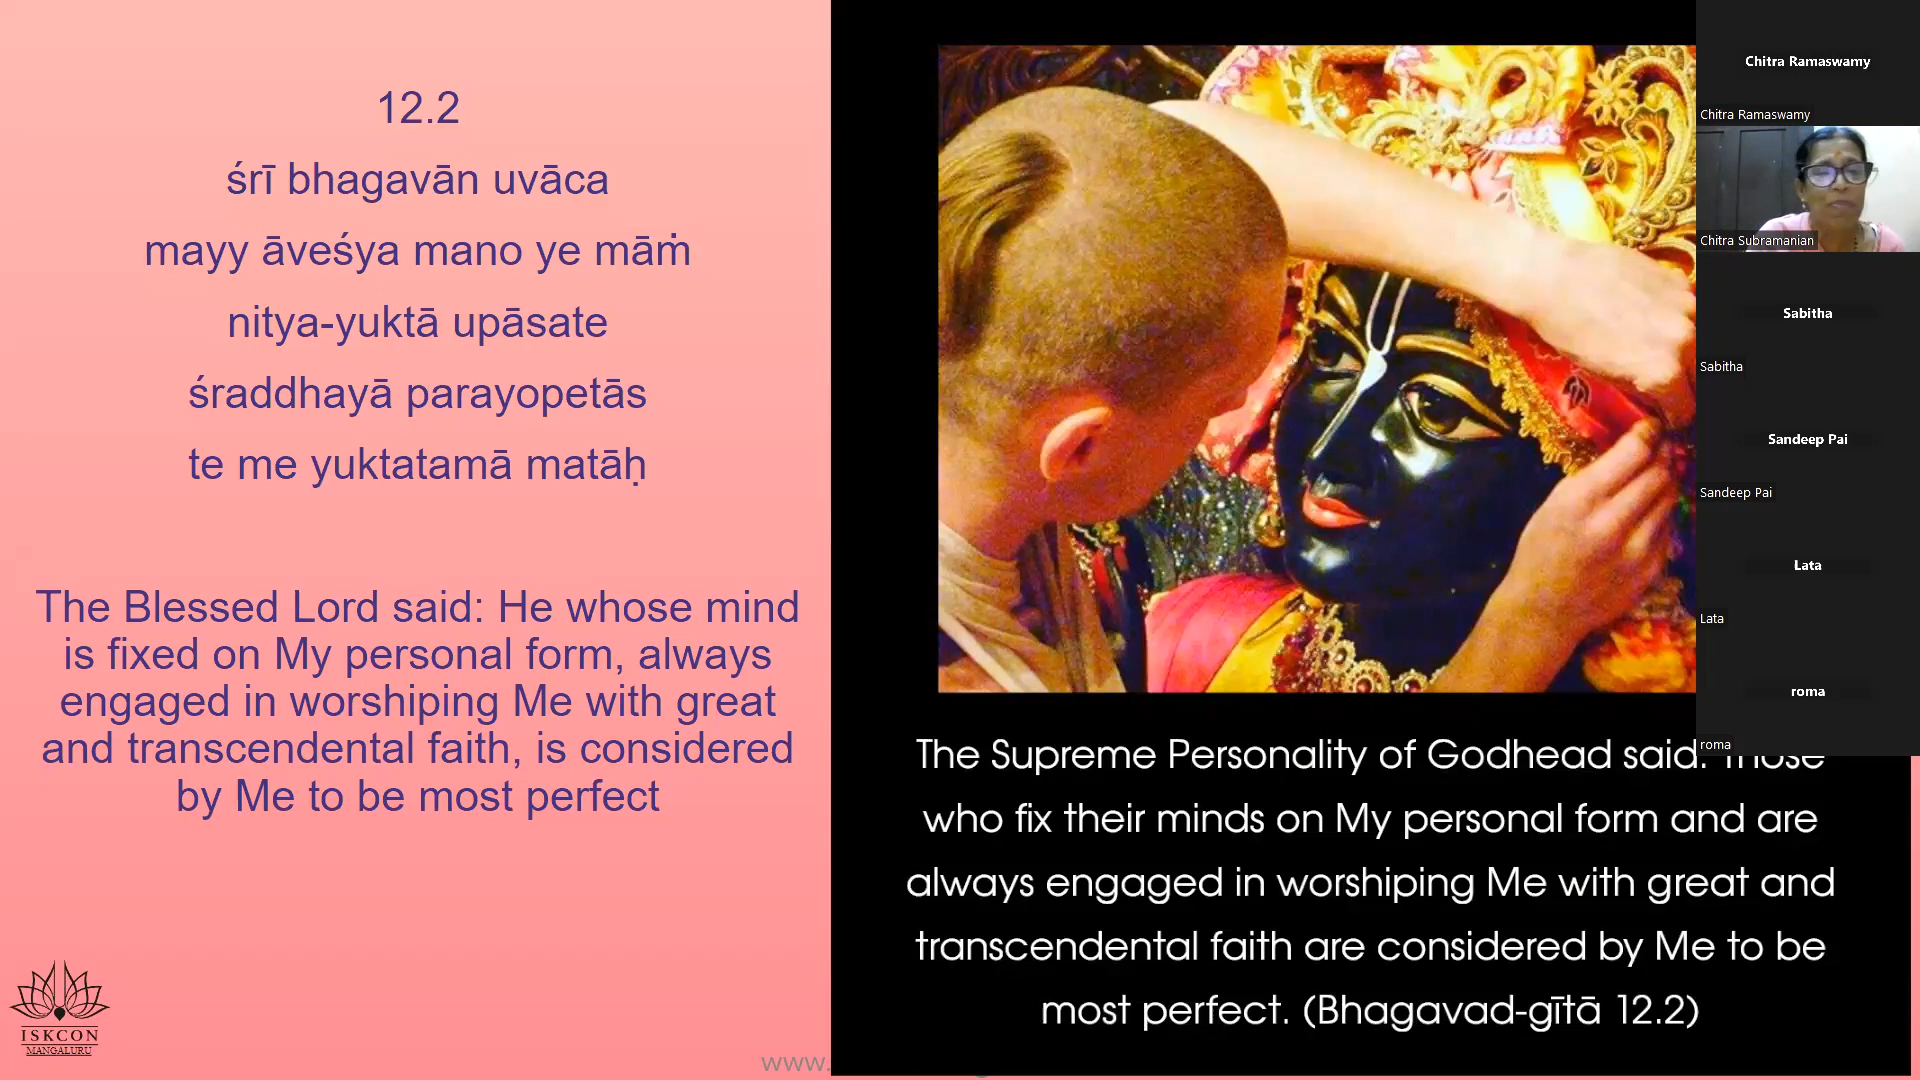 12.2
śrī bhagavān uvāca
mayy āveśya mano ye māṁ
nitya-yuktā upāsate
śraddhayā parayopetās
te me yuktatamā matāḥ
The Blessed Lord said: He whose mind
is fixed on My personal form, always
engaged in worshiping Me with great
and transcendental faith, is considered
by Me to be most perfect
ISKCON
MANGALURU
www.
The Supreme Personality of Godhead said: Those
who fix their minds on My personal form and are
always engaged in worshiping Me with great and
transcendental faith are considered by Me to be
most perfect. (Bhagavad-gītā 12.2)
Chitra Ramaswamy
Chitra Ramaswamy
Chitra Subramanian
Sabitha
Sabitha
Sandeep Pai
Sandeep Pai
Lata
Lata
roma
roma